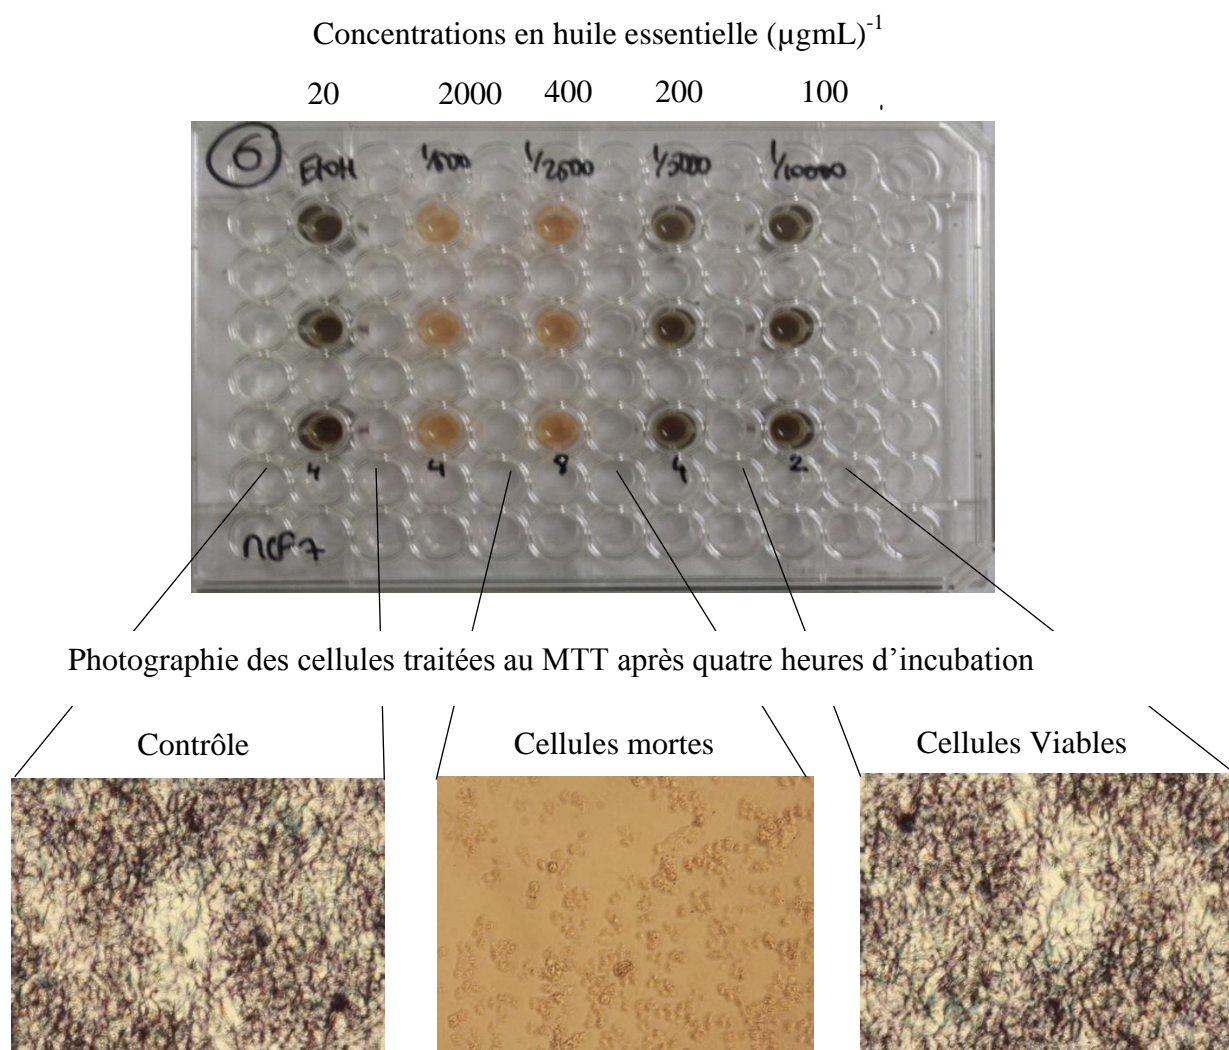 Concentrations en huile essentielle (µgmL)⁻¹
20 2000 400 200 100
6 EtOH 1/500 1/2500 1/5000 1/10000
4 4 8 4 2
MCF7
Photographie des cellules traitées au MTT après quatre heures d’incubation
Contrôle Cellules mortes Cellules Viables